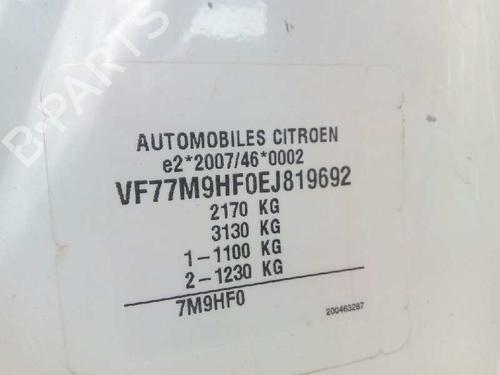 B-PARTS
AUTOMOBILES CITROEN
e2*2007/46*0002
VF77M9HF0EJ819692
2170 KG
3130 KG
1-1100 KG
2-1230 KG
7M9HF0
200463287